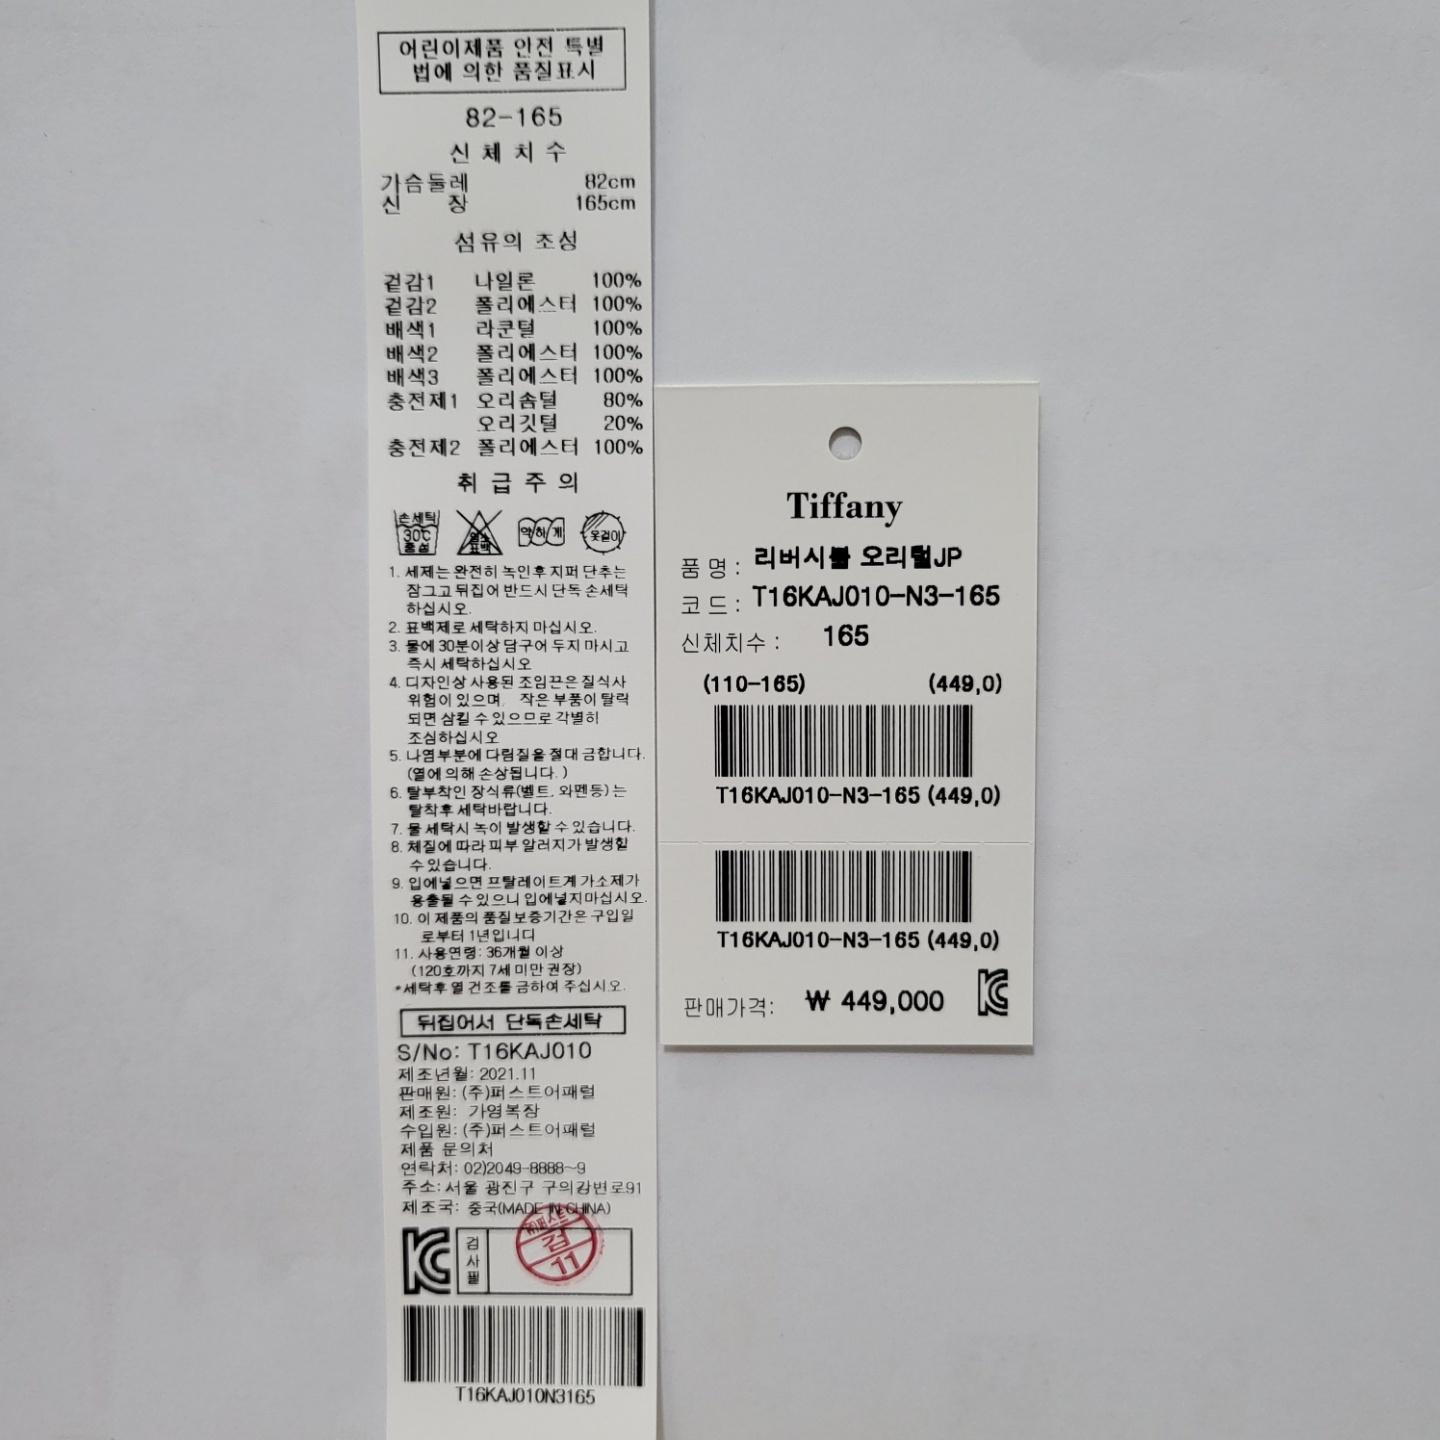 어린이제품 안전 특별
법에 의한 품질표시
82-165
신체치수
가슴둘레 82cm
신 장 165cm
섬유의 조성
겉감1 나일론 100%
겉감2 폴리에스터 100%
배색1 라쿤털 100%
배색2 폴리에스터 100%
배색3 폴리에스터 100%
충전제1 오리솜털 80%
오리깃털 20%
충전제2 폴리에스터 100%
취급주의
손세탁 30℃ 중성
염소 표백
약하게
옷걸이
1. 세제는 완전히 녹인후 지퍼 단추는
잠그고 뒤집어 반드시 단독 손세탁
하십시오.
2. 표백제로 세탁하지 마십시오.
3. 물에 30분이상 담구어 두지 마시고
즉시 세탁하십시오
4. 디자인상 사용된 조임끈은 질식사
위험이 있으며, 작은 부품이 탈락
되면 삼킬 수 있으므로 각별히
조심하십시오
5. 나염부분에 다림질을 절대 금합니다.
(열에 의해 손상됩니다.)
6. 탈부착인 장식류(벨트, 와펜등)는
탈착후 세탁바랍니다.
7. 물 세탁시 녹이 발생할 수 있습니다.
8. 체질에 따라 피부 알러지가 발생할
수 있습니다.
9. 입에넣으면 프탈레이트계 가소제가
용출될 수 있으니 입에넣지마십시오.
10. 이 제품의 품질보증기간은 구입일
로부터 1년입니다
11. 사용연령: 36개월 이상
(120호까지 7세 미만 권장)
*세탁후 열 건조를 금하여 주십시오.
뒤집어서 단독손세탁
S/No: T16KAJ010
제조년월: 2021.11
판매원: (주)퍼스트어패럴
제조원: 가영복장
수입원: (주)퍼스트어패럴
제품 문의처
연락처: 02)2049-8888~9
주소: 서울 광진구 구의강변로91
제조국: 중국(MADE IN CHINA)
KC
검사필
㈜퍼스트
검
11
T16KAJ010N3165
Tiffany
품 명 : 리버시블 오리털JP
코 드 : T16KAJ010-N3-165
신체치수 : 165
(110-165) (449,0)
T16KAJ010-N3-165 (449,0)
T16KAJ010-N3-165 (449,0)
판매가격: ₩ 449,000
KC